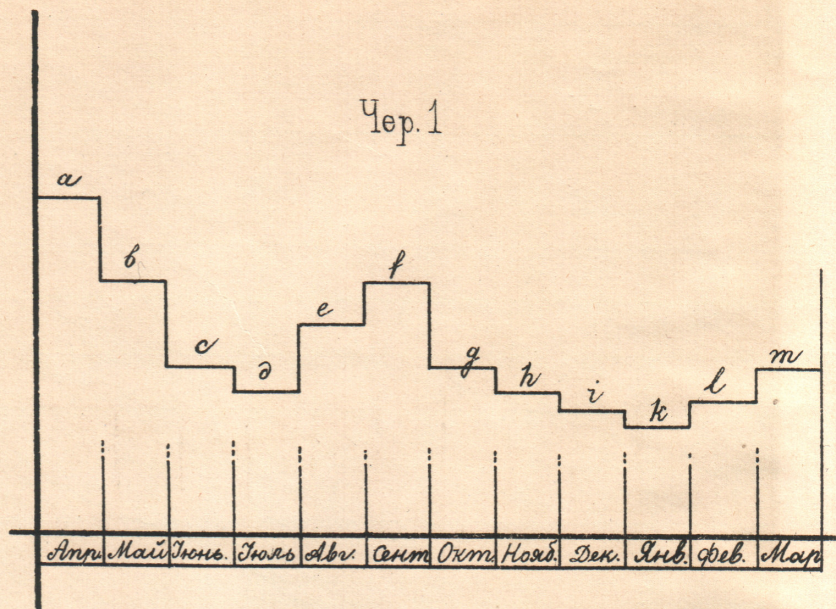 Чер. 1
a
b
c
д
e
f
g
h
i
k
l
m
Апр. Май Іюнь. Іюль Авг. Сент Окт. Нояб. Дек. Янв. Фев. Мар